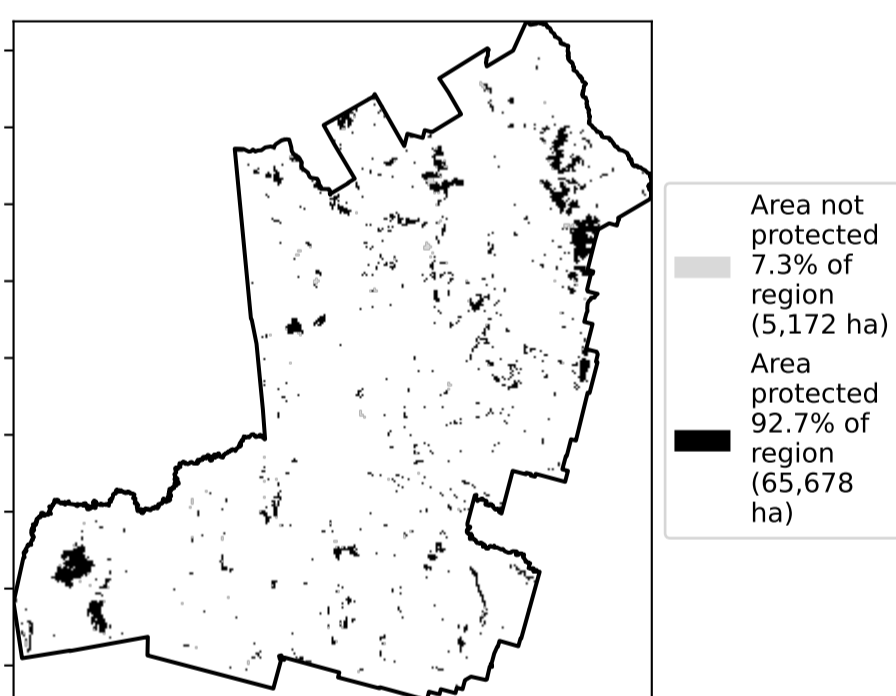 Area not
protected
7.3% of
region
(5,172 ha)
Area
protected
92.7% of
region
(65,678
ha)